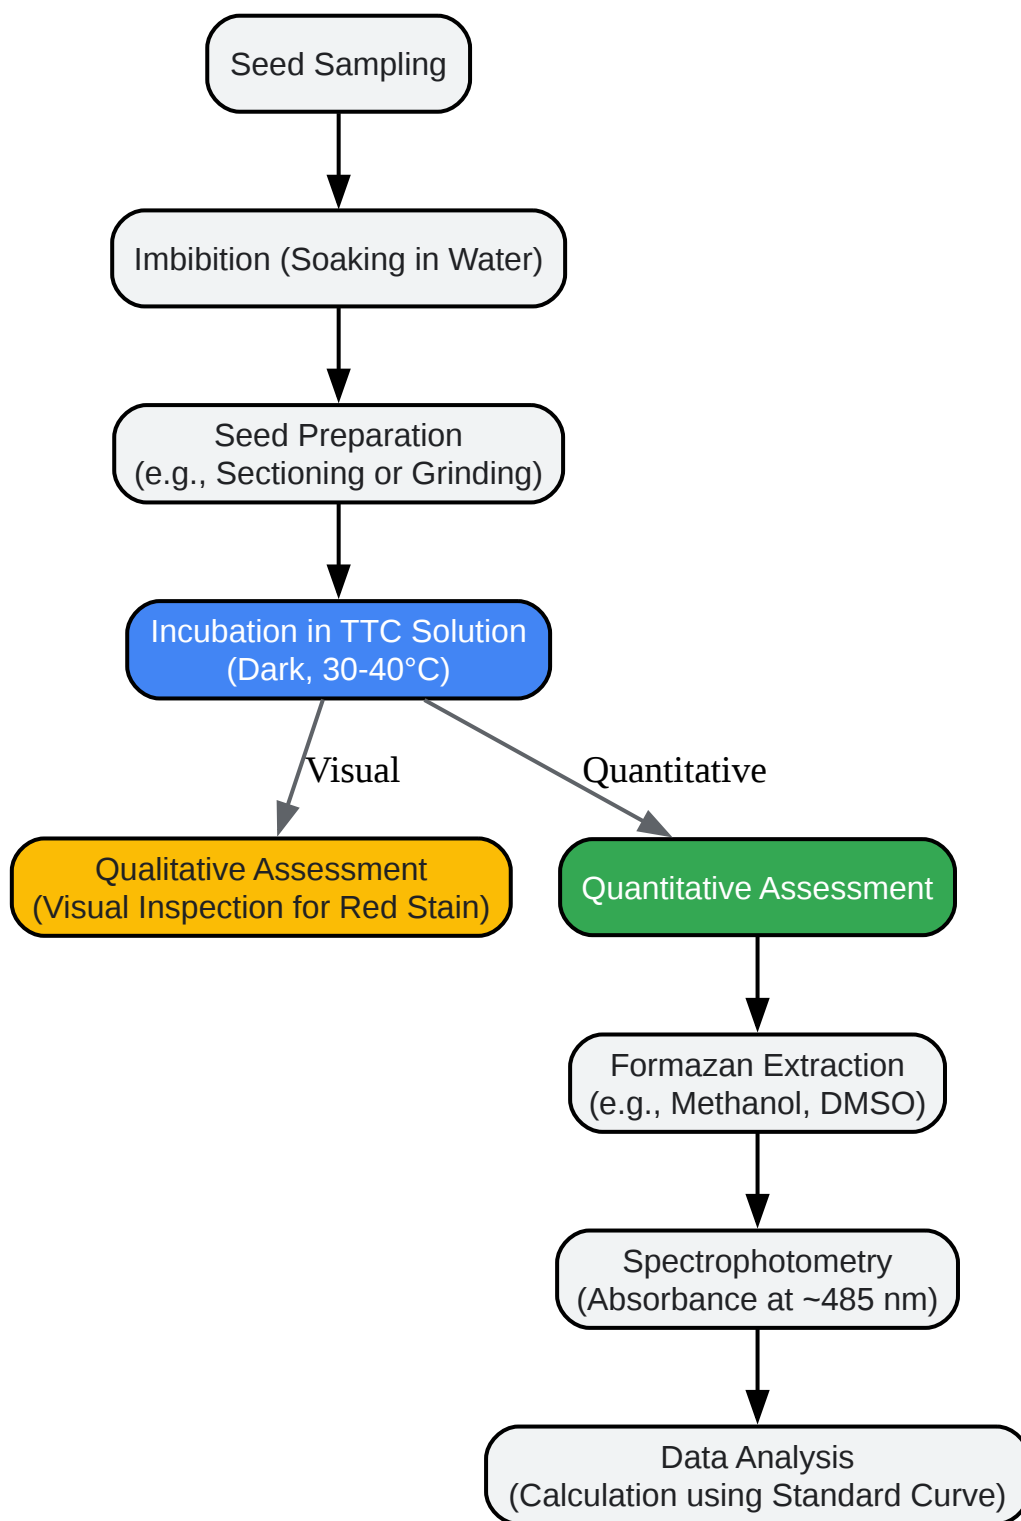 Seed Sampling
Imbibition (Soaking in Water)
Seed Preparation
(e.g., Sectioning or Grinding)
Incubation in TTC Solution
(Dark, 30-40°C)
Visual
Quantitative
Qualitative Assessment
(Visual Inspection for Red Stain)
Quantitative Assessment
Formazan Extraction
(e.g., Methanol, DMSO)
Spectrophotometry
(Absorbance at ~485 nm)
Data Analysis
(Calculation using Standard Curve)